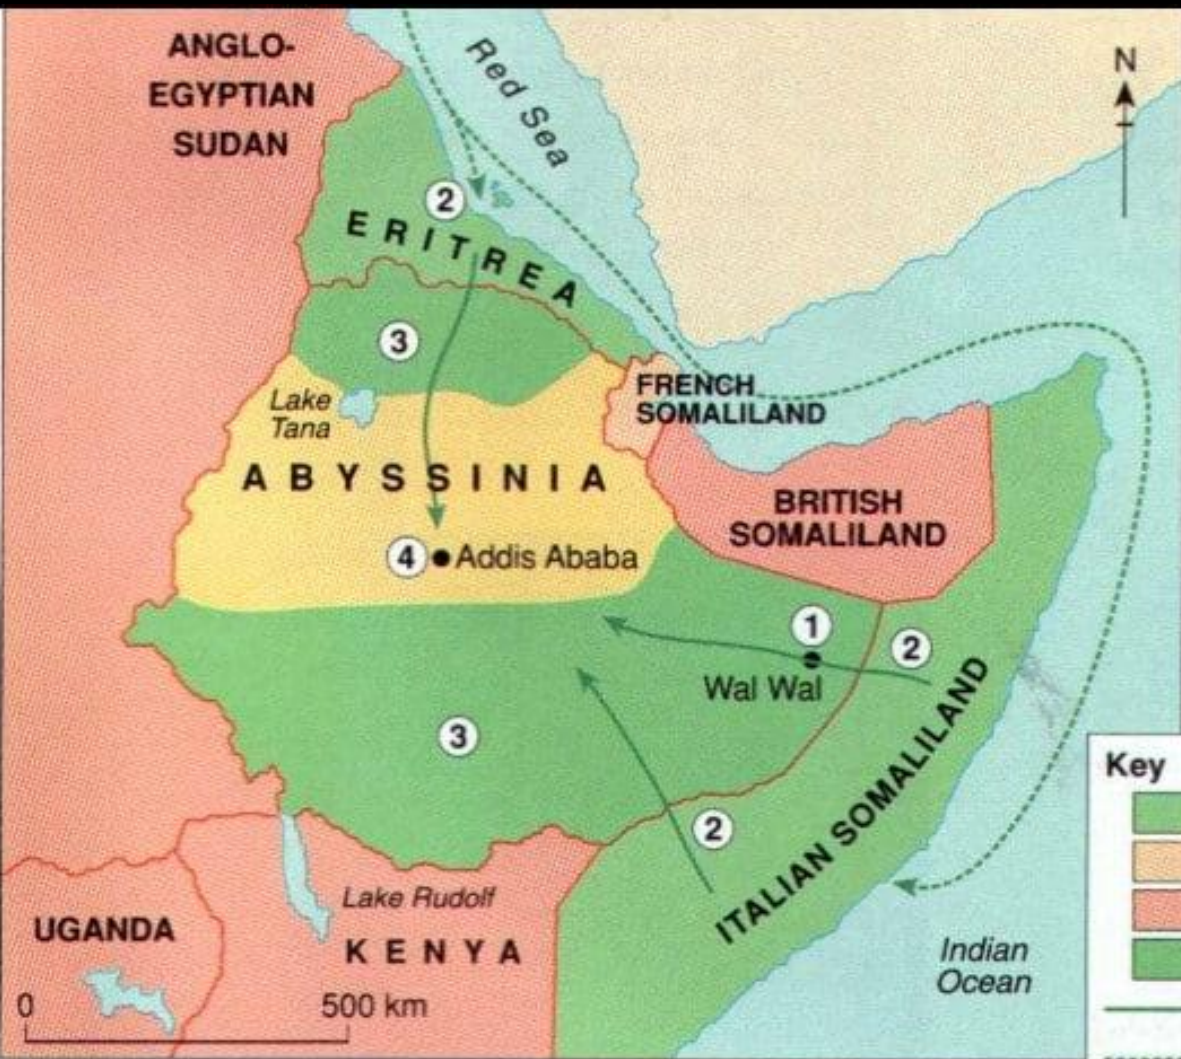 ANGLO-
EGYPTIAN
SUDAN
Red Sea
N
2
ERITREA
3
Lake
Tana
FRENCH
SOMALILAND
ABYSSINIA
BRITISH
SOMALILAND
4 Addis Ababa
1
2
Wal Wal
3
2
ITALIAN SOMALILAND
Key
Lake Rudolf
UGANDA
KENYA
Indian
Ocean
0 500 km